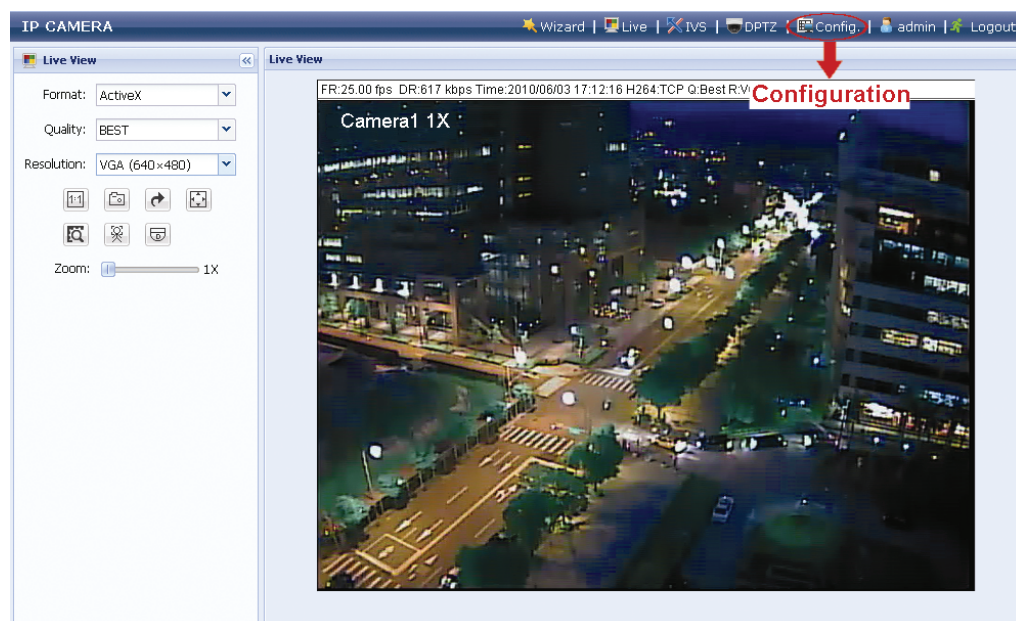 IP CAMERA
Wizard | Live | IVS | DPTZ | Config. | admin | Logout
Live View
Live View
Configuration
FR:25.00 fps DR:617 kbps Time:2010/06/03 17:12:16 H264:TCP Q:Best
Camera1 1X
Format: ActiveX
Quality: BEST
Resolution: VGA (640×480)
1:1
Zoom: 1X